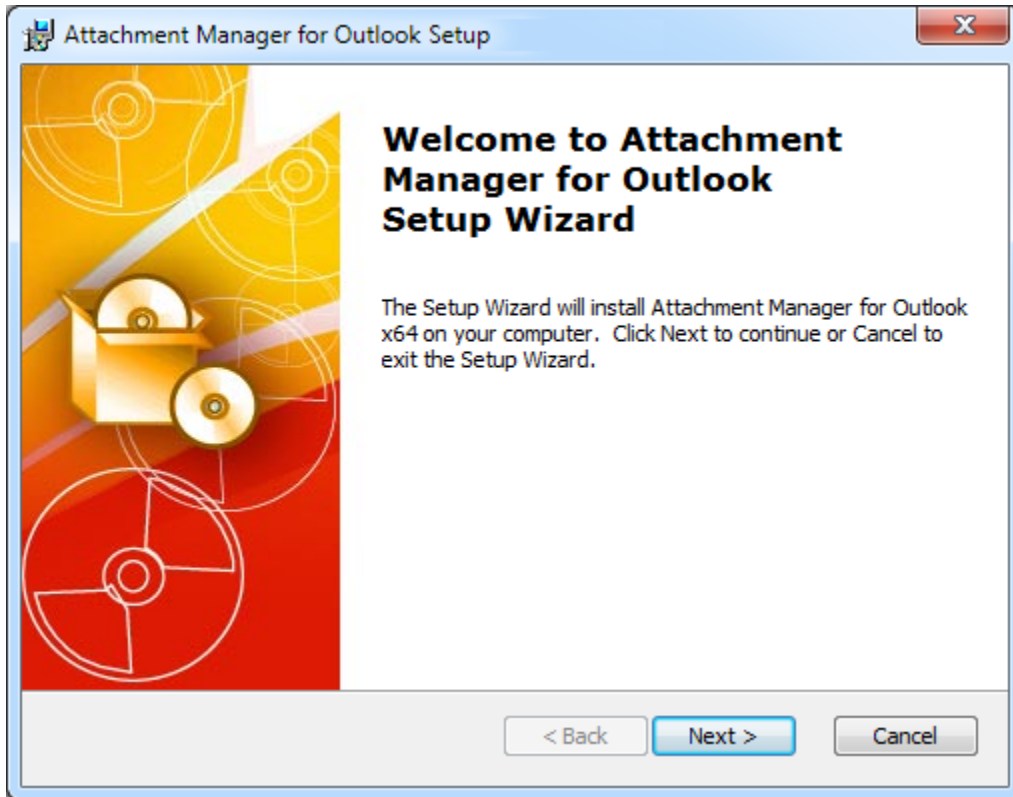 Attachment Manager for Outlook Setup
Welcome to Attachment
Manager for Outlook
Setup Wizard
The Setup Wizard will install Attachment Manager for Outlook
x64 on your computer.  Click Next to continue or Cancel to
exit the Setup Wizard.
< Back
Next >
Cancel